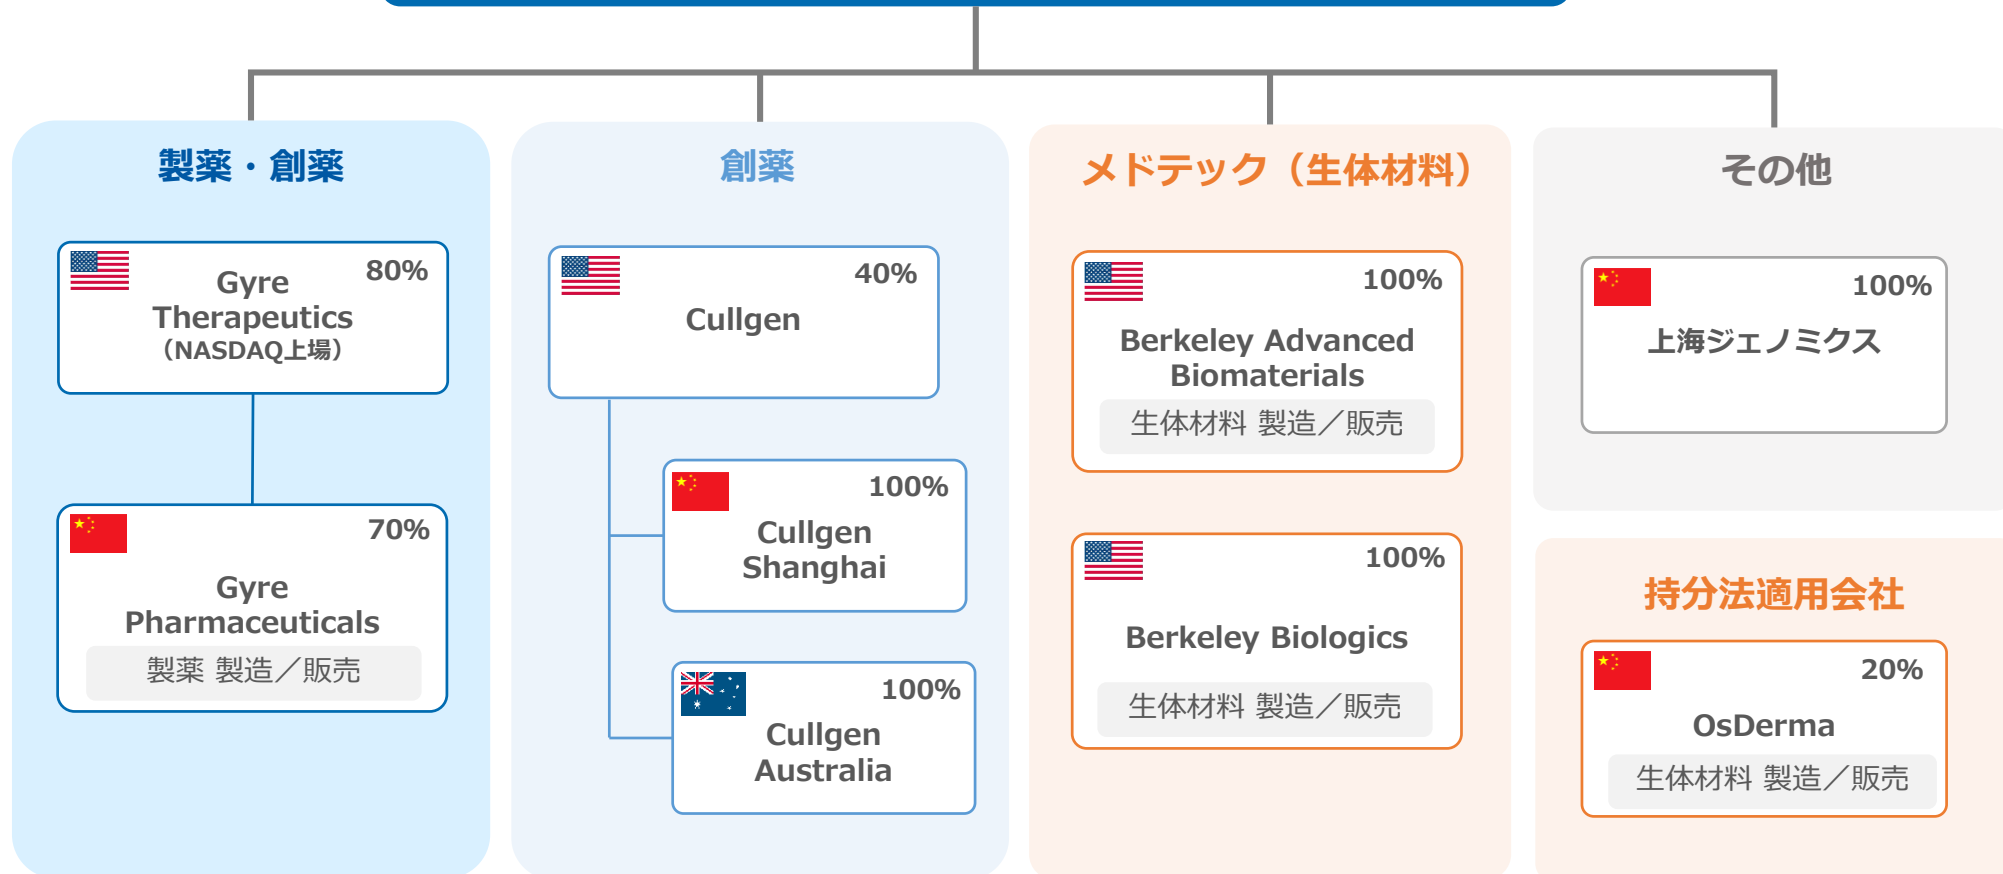 製薬・創薬
80%
Gyre
Therapeutics
（NASDAQ上場）
70%
Gyre
Pharmaceuticals
製薬 製造／販売
創薬
40%
Cullgen
100%
Cullgen
Shanghai
100%
Cullgen
Australia
メドテック（生体材料）
100%
Berkeley Advanced
Biomaterials
生体材料 製造／販売
100%
Berkeley Biologics
生体材料 製造／販売
その他
100%
上海ジェノミクス
持分法適用会社
20%
OsDerma
生体材料 製造／販売